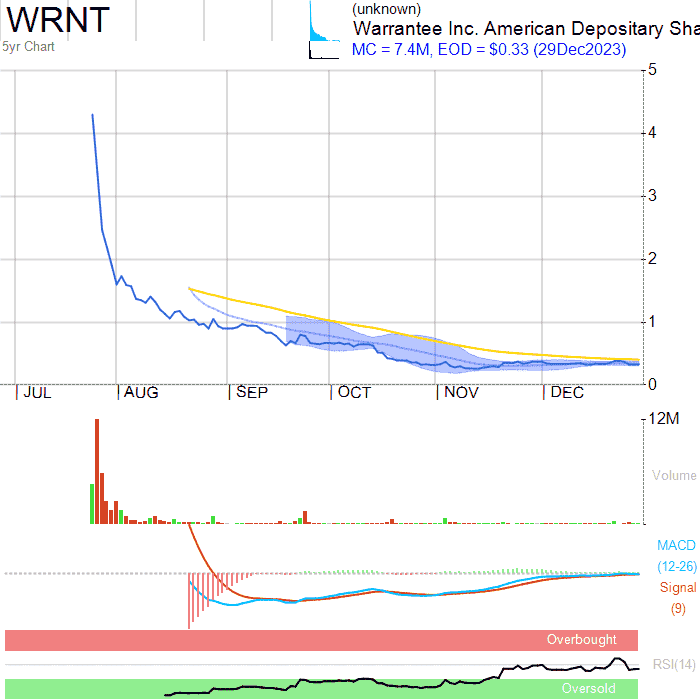 WRNT
5yr Chart
(unknown)
Warrantee Inc. American Depositary Sha
MC = 7.4M, EOD = $0.33 (29Dec2023)
5
4
3
2
1
0
JUL AUG SEP OCT NOV DEC
12M
Volume
MACD
(12-26)
Signal
(9)
Overbought
RSI(14)
Oversold